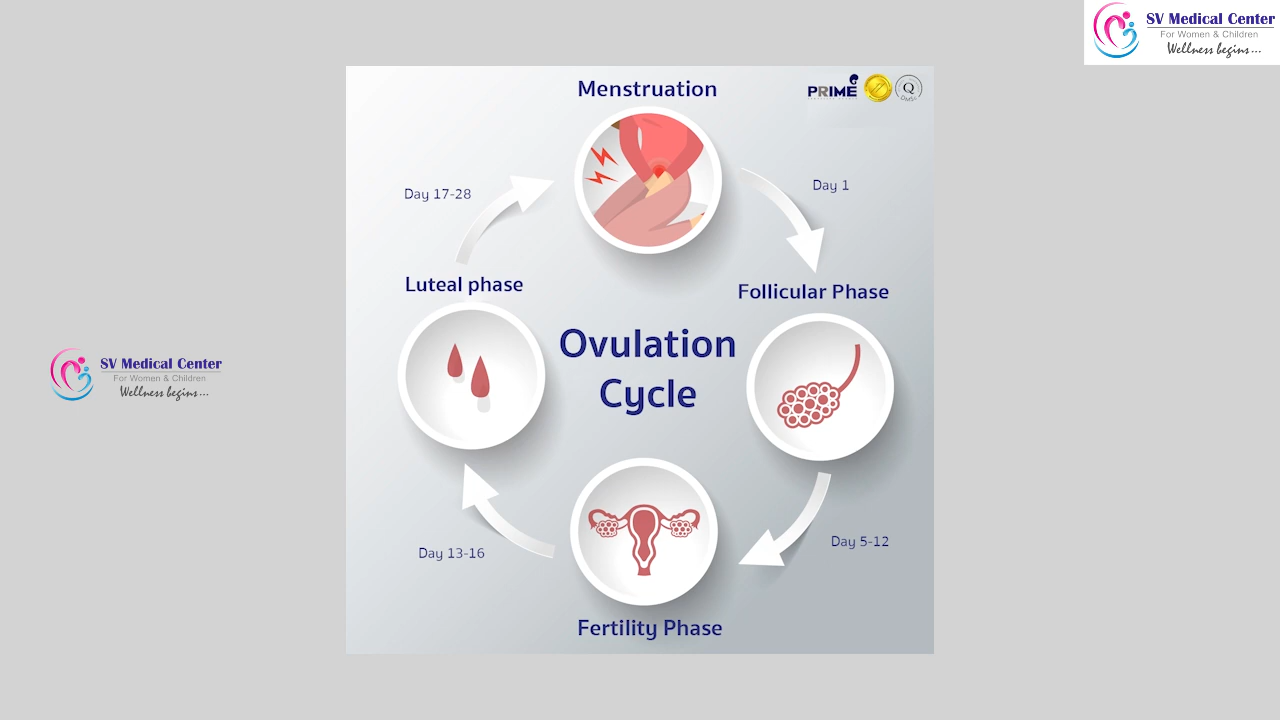 SV Medical Center
For Women & Children
Wellness begins...
Menstruation
PRIME
Q
Day 17-28
Day 1
Luteal phase
Follicular Phase
Ovulation
Cycle
SV Medical Center
For Women & Children
Wellness begins...
Day 13-16
Day 5-12
Fertility Phase